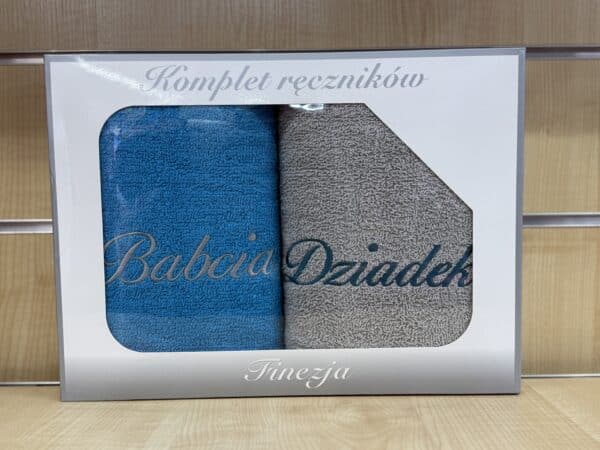 Komplet ręczników
Babcia Dziadek
Finezja